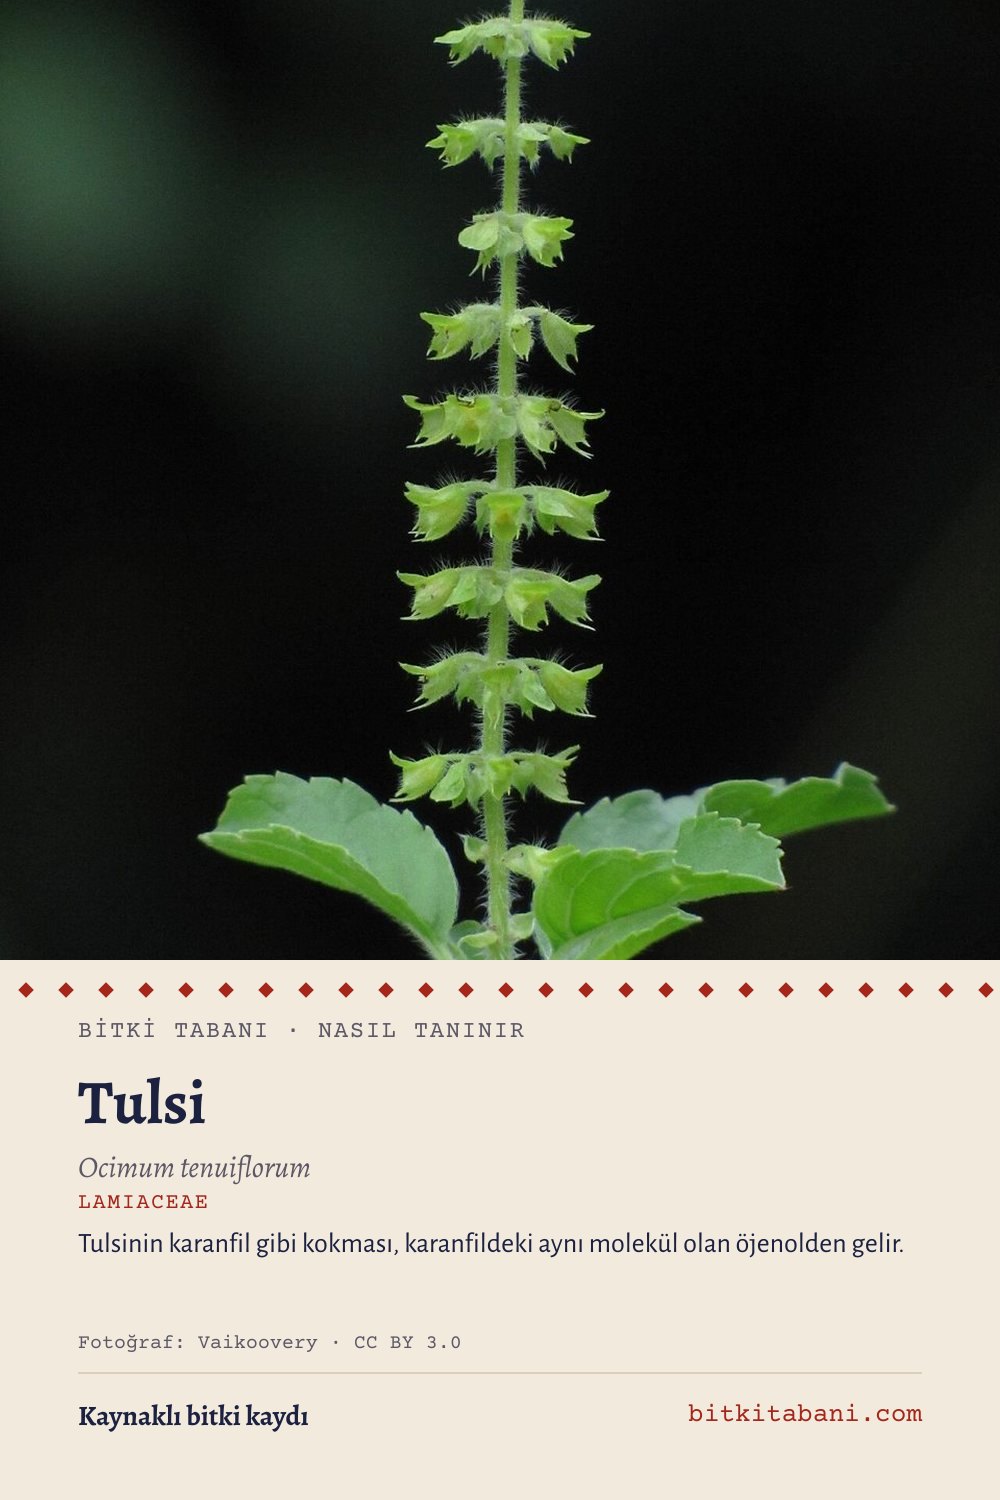 BİTKİ TABANI · NASIL TANINIR
Tulsi
Ocimum tenuiflorum
LAMIACEAE
Tulsinin karanfil gibi kokması, karanfildeki aynı molekül olan öjenolden gelir.
Fotoğraf: Vaikoovery · CC BY 3.0
Kaynaklı bitki kaydı
bitkitabani.com